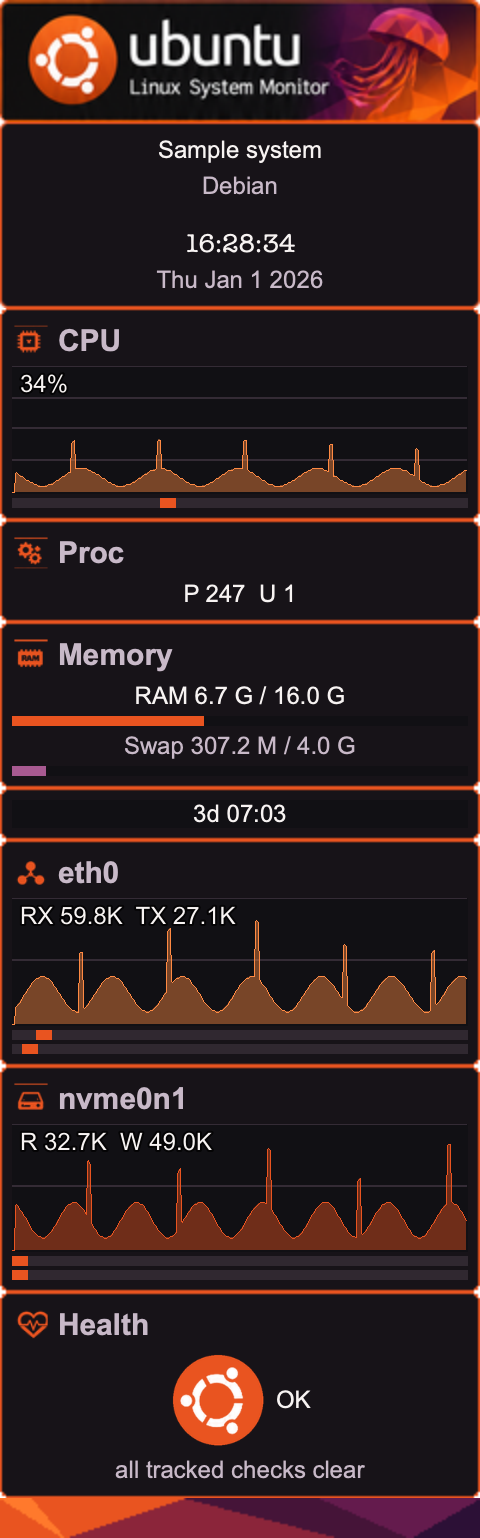 ubuntu
Linux System Monitor
Sample system
Debian
16:28:34
Thu Jan 1 2026
CPU
34%
Proc
P 247 U 1
RAM
Memory
RAM 6.7 G / 16.0 G
Swap 307.2 M / 4.0 G
3d 07:03
eth0
RX 59.8K TX 27.1K
nvme0n1
R 32.7K W 49.0K
Health
OK
all tracked checks clear